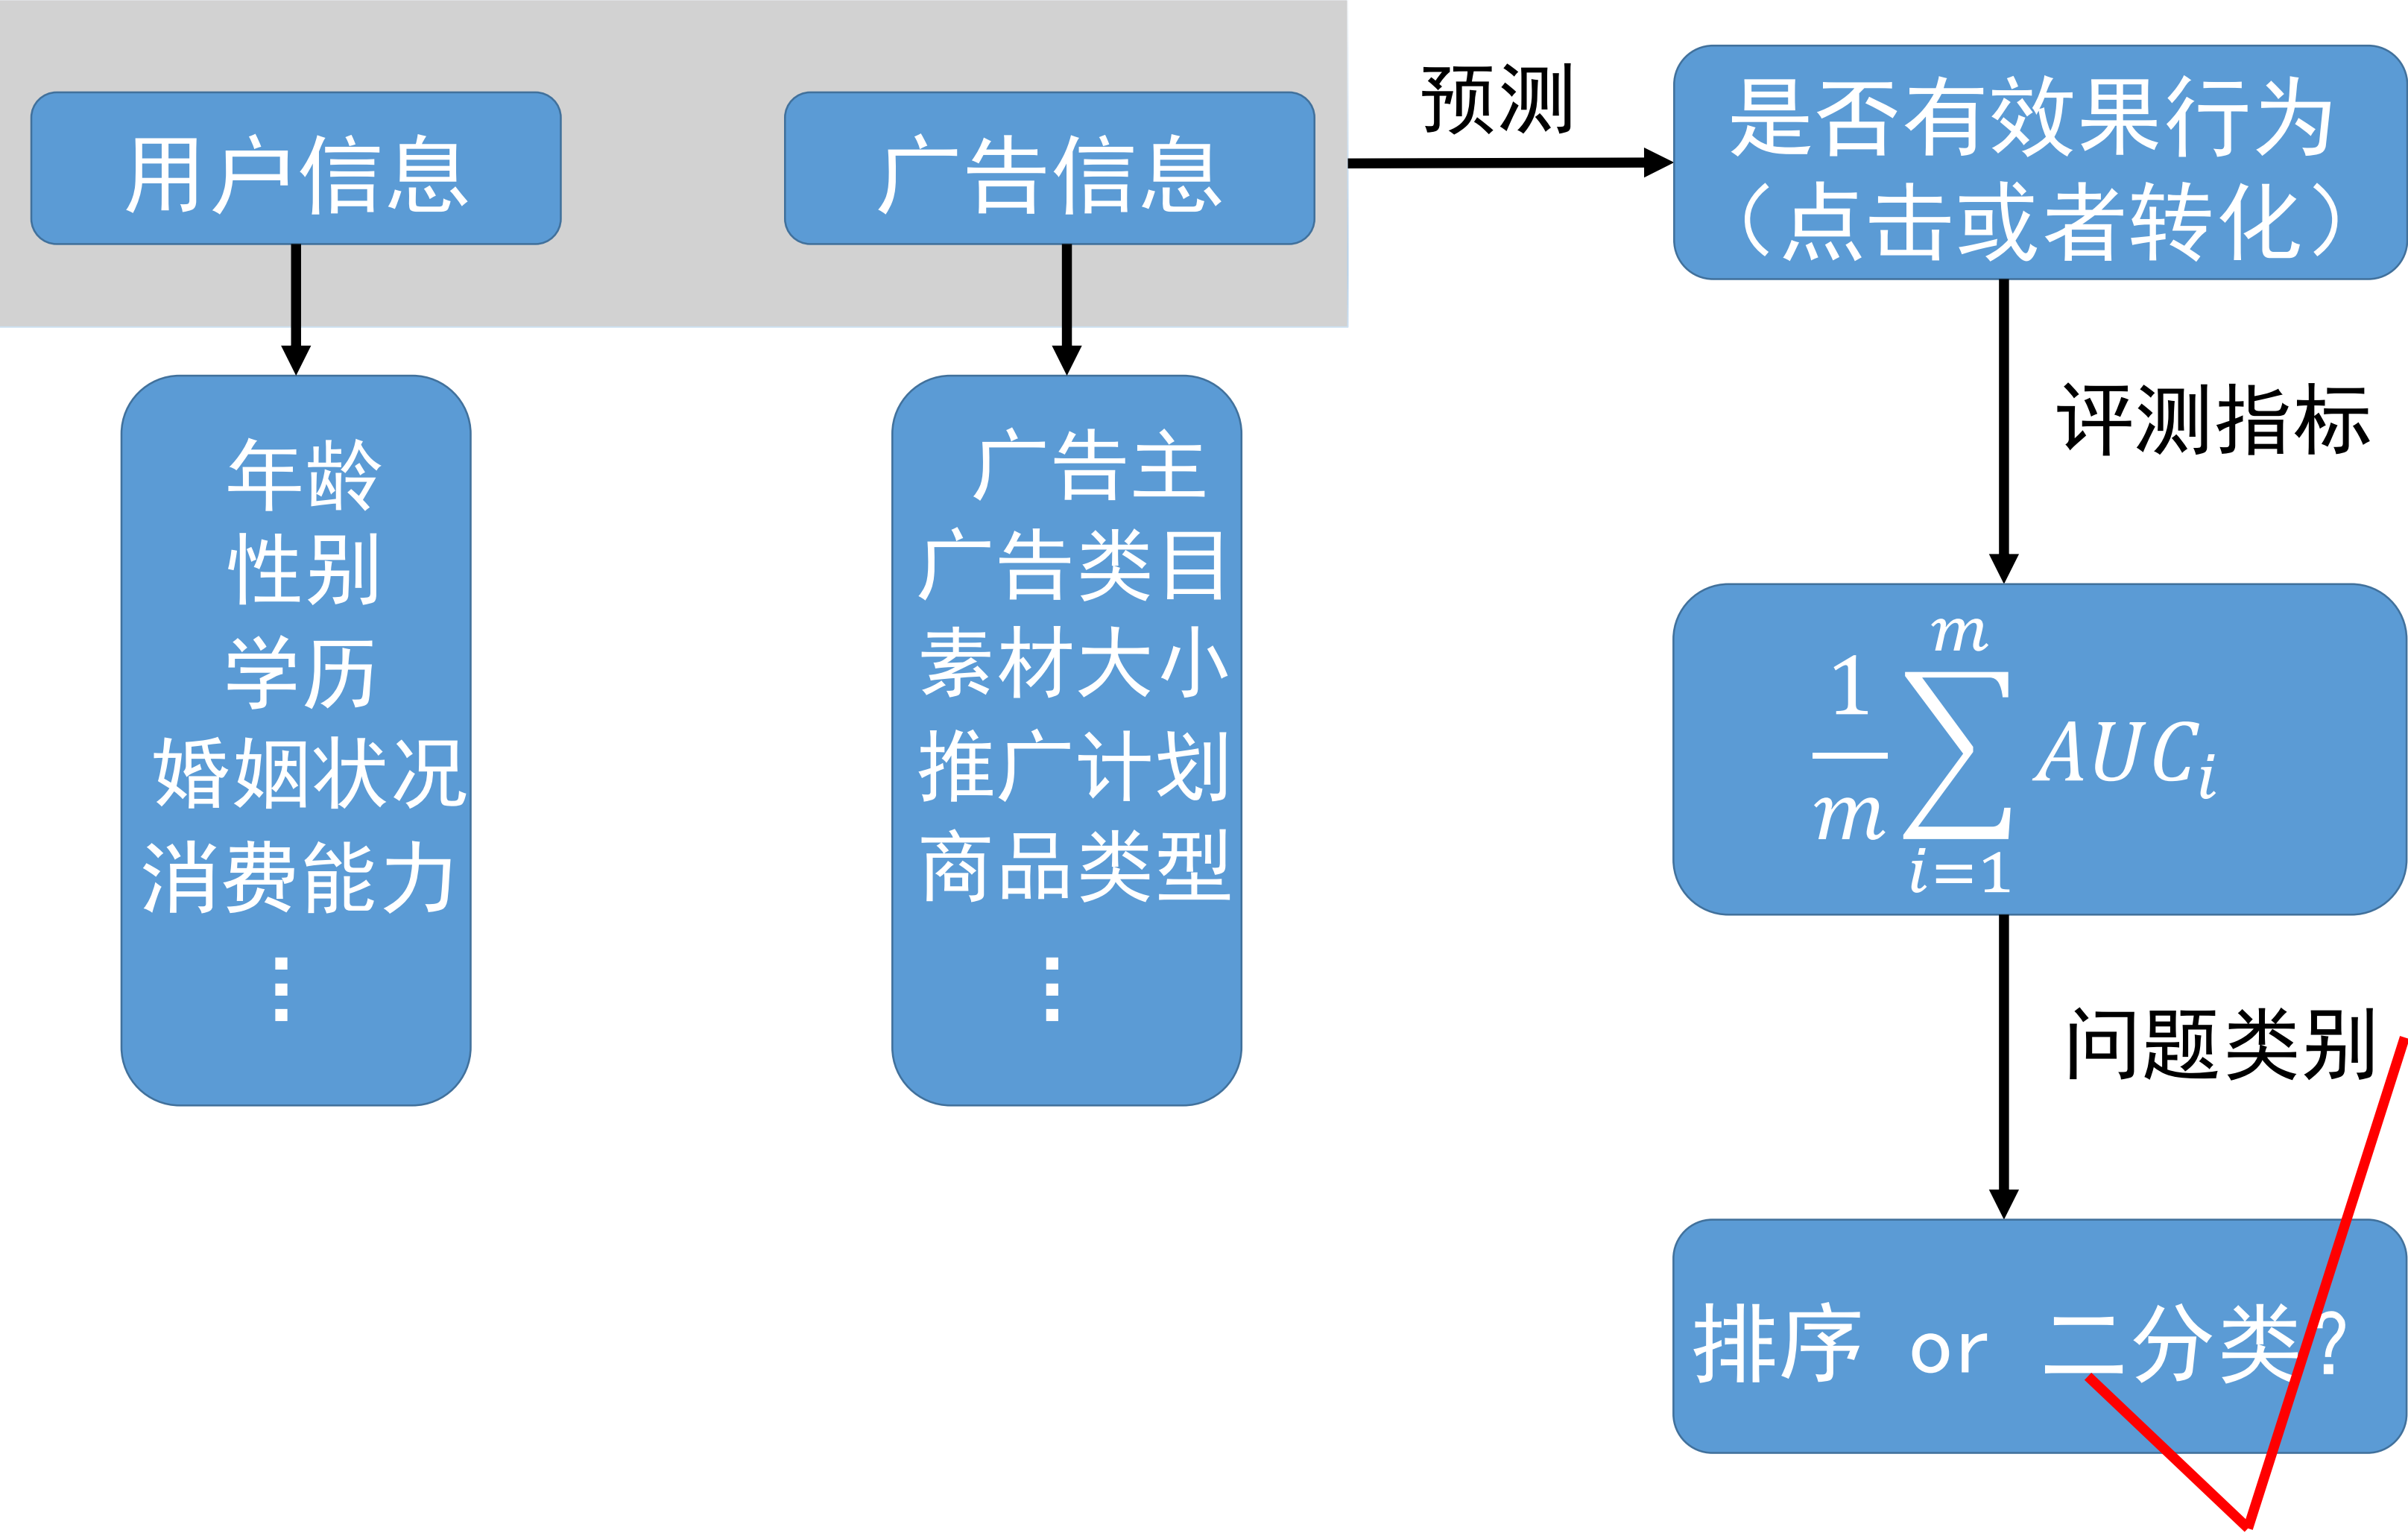 用户信息
广告信息
预测
是否有效果行为
（点击或者转化）
年龄
性别
学历
婚姻状况
消费能力
⋮
广告主
广告类目
素材大小
推广计划
商品类型
⋮
评测指标
\frac{1}{m}\sum_{i=1}^{m} AUC_i
问题类别
排序 or 二分类?